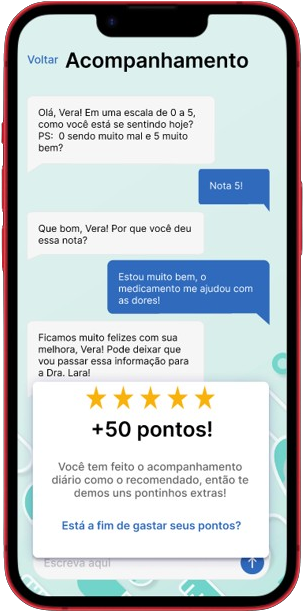 Voltar Acompanhamento
Olá, Vera! Em uma escala de 0 a 5,
como você está se sentindo hoje?
PS: 0 sendo muito mal e 5 muito
bem?
Nota 5!
Que bom, Vera! Por que você deu
essa nota?
Estou muito bem, o
medicamento me ajudou com
as dores!
Ficamos muito felizes com sua
melhora, Vera! Pode deixar que
vou passar essa informação para
a Dra. Lara!
+50 pontos!
Você tem feito o acompanhamento
diário como o recomendado, então te
demos uns pontinhos extras!
Está a fim de gastar seus pontos?
Escreva aqui